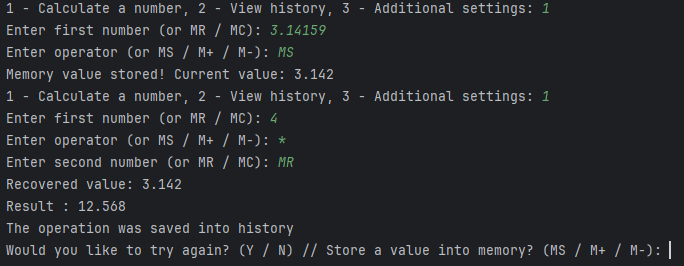 1 - Calculate a number, 2 - View history, 3 - Additional settings: 1
Enter first number (or MR / MC): 3.14159
Enter operator (or MS / M+ / M-): MS
Memory value stored! Current value: 3.142
1 - Calculate a number, 2 - View history, 3 - Additional settings: 1
Enter first number (or MR / MC): 4
Enter operator (or MS / M+ / M-): *
Enter second number (or MR / MC): MR
Recovered value: 3.142
Result : 12.568
The operation was saved into history
Would you like to try again? (Y / N) // Store a value into memory? (MS / M+ / M-):